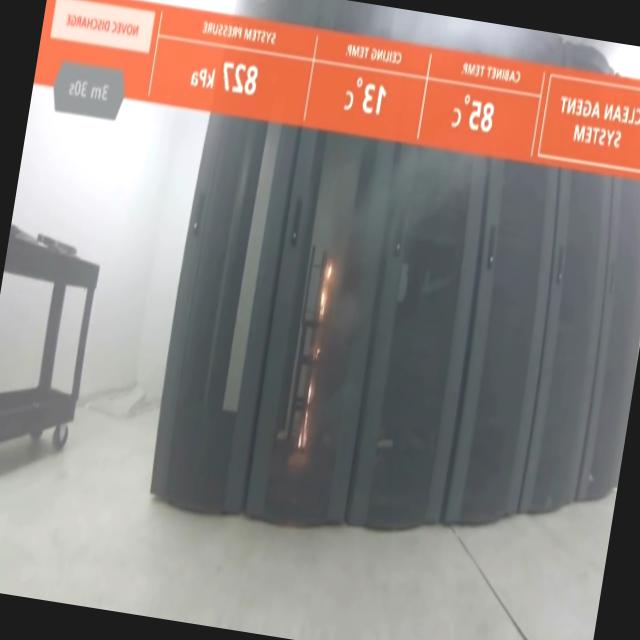 CLEAN AGENT
SYSTEM
CABINET TEMP.
85°C
CEILING TEMP.
13°C
SYSTEM PRESSURE
827 kPa
NOVEC DISCHARGE
3m 30s